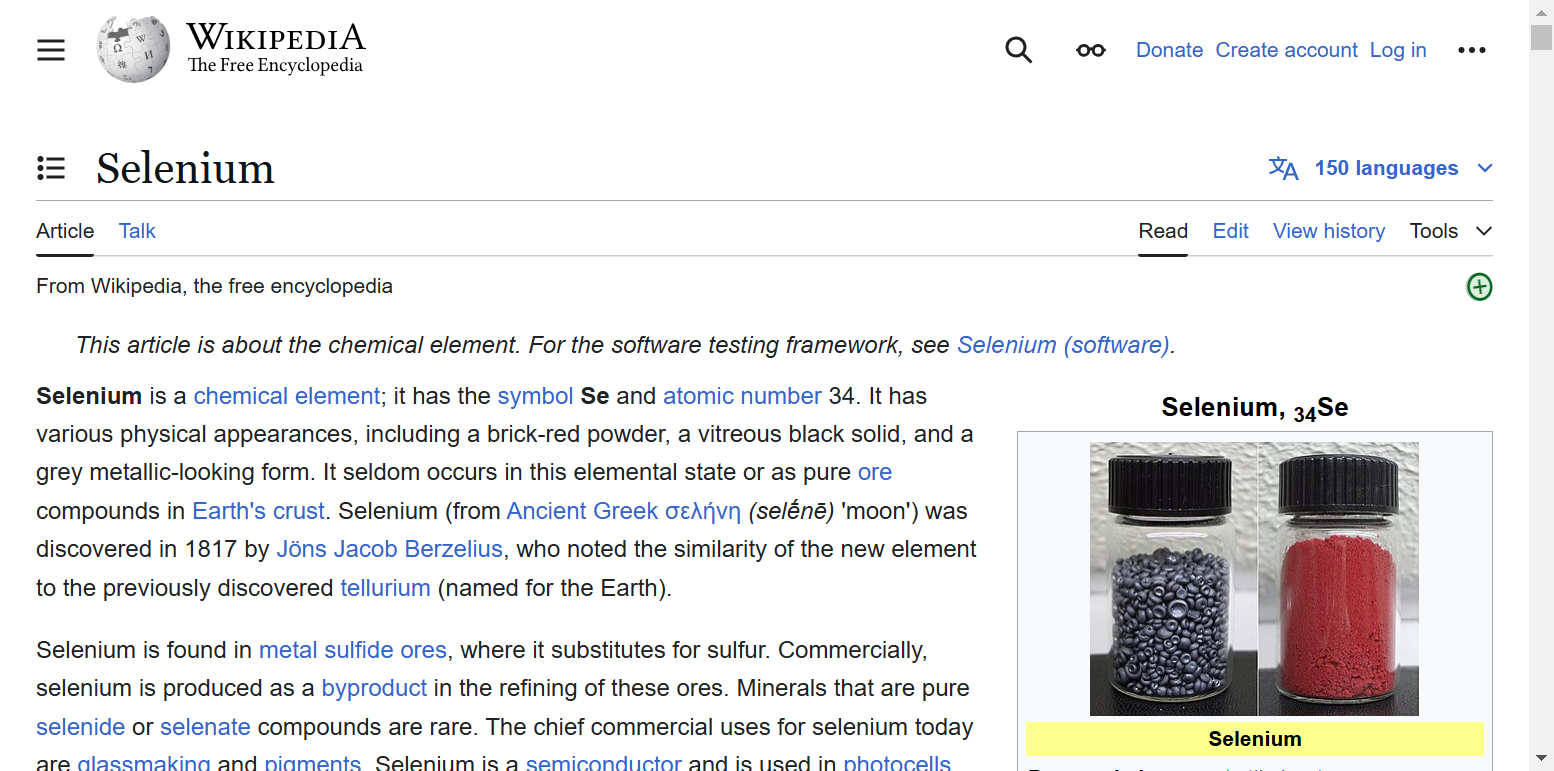 WIKIPEDIA
The Free Encyclopedia
Donate Create account Log in
Selenium
150 languages
Article Talk
Read Edit View history Tools
From Wikipedia, the free encyclopedia
This article is about the chemical element. For the software testing framework, see Selenium (software).
Selenium is a chemical element; it has the symbol Se and atomic number 34. It has
various physical appearances, including a brick-red powder, a vitreous black solid, and a
grey metallic-looking form. It seldom occurs in this elemental state or as pure ore
compounds in Earth's crust. Selenium (from Ancient Greek σελήνη (selḗnē) 'moon') was
discovered in 1817 by Jöns Jacob Berzelius, who noted the similarity of the new element
to the previously discovered tellurium (named for the Earth).
Selenium is found in metal sulfide ores, where it substitutes for sulfur. Commercially,
selenium is produced as a byproduct in the refining of these ores. Minerals that are pure
selenide or selenate compounds are rare. The chief commercial uses for selenium today
are glassmaking and pigments. Selenium is a semiconductor and is used in photocells.
Selenium, ₃₄Se
Selenium